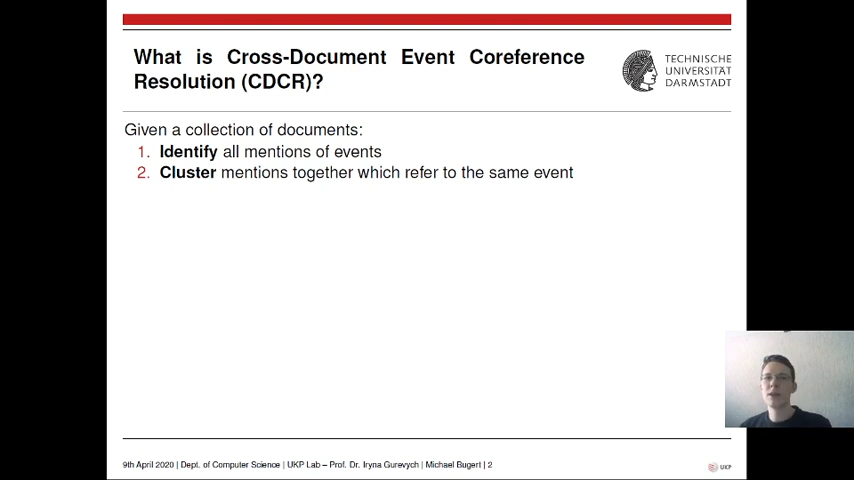 What is Cross-Document Event Coreference
Resolution (CDCR)?
TECHNISCHE
UNIVERSITÄT
DARMSTADT
Given a collection of documents:
1. Identify all mentions of events
2. Cluster mentions together which refer to the same event
9th April 2020 | Dept. of Computer Science | UKP Lab – Prof. Dr. Iryna Gurevych | Michael Bugert | 2
UKP